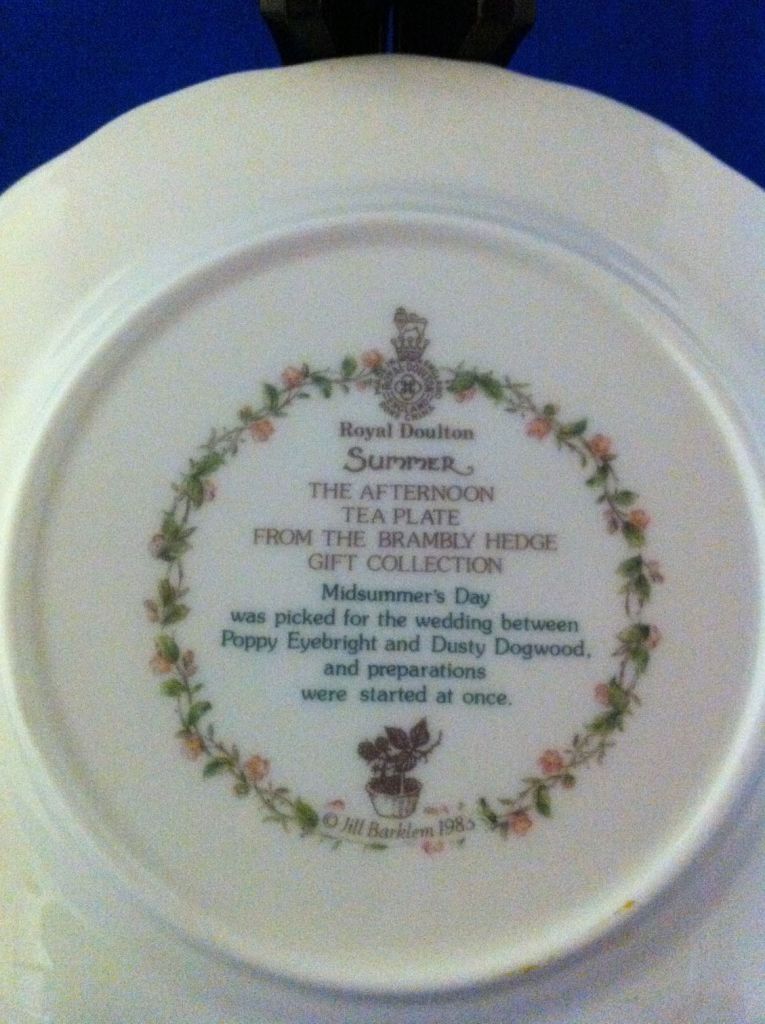 Royal Doulton
Summer
THE AFTERNOON
TEA PLATE
FROM THE BRAMBLY HEDGE
GIFT COLLECTION
Midsummer's Day
was picked for the wedding between
Poppy Eyebright and Dusty Dogwood,
and preparations
were started at once.
© Jill Barklem